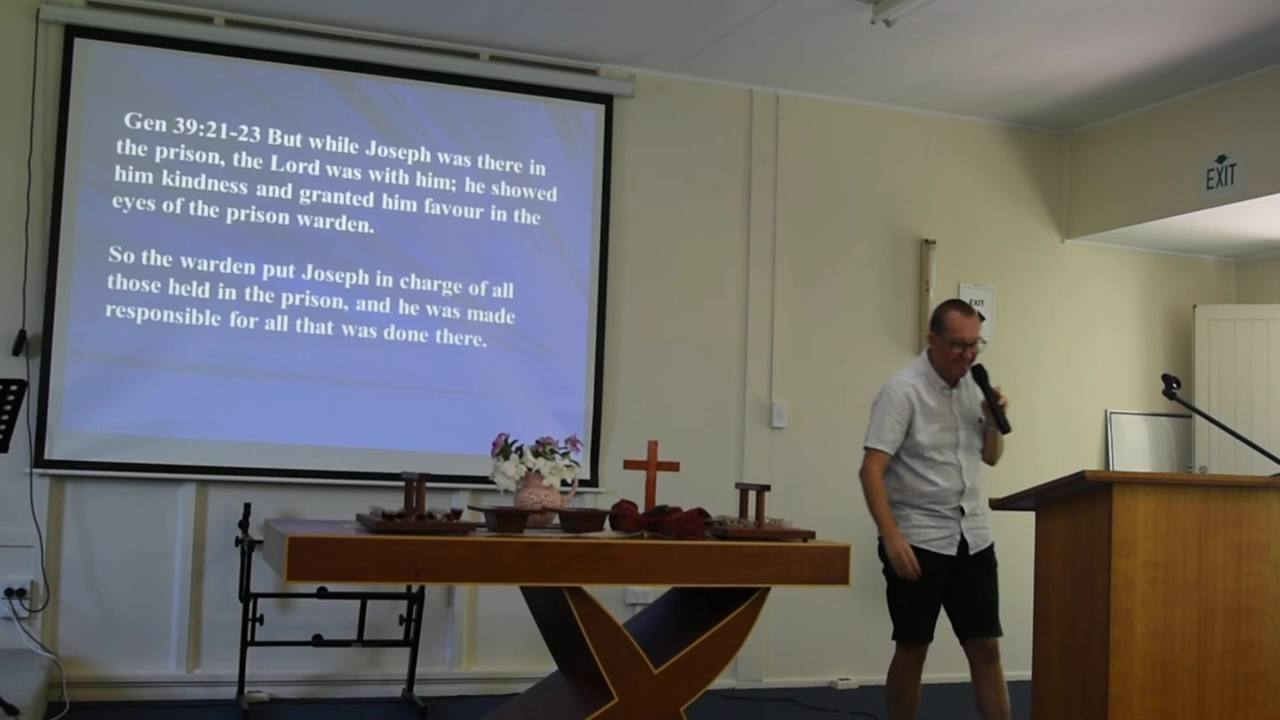 Gen 39:21-23 But while Joseph was there in
the prison, the Lord was with him; he showed
him kindness and granted him favour in the
eyes of the prison warden.
So the warden put Joseph in charge of all
those held in the prison, and he was made
responsible for all that was done there.
EXIT
EXIT